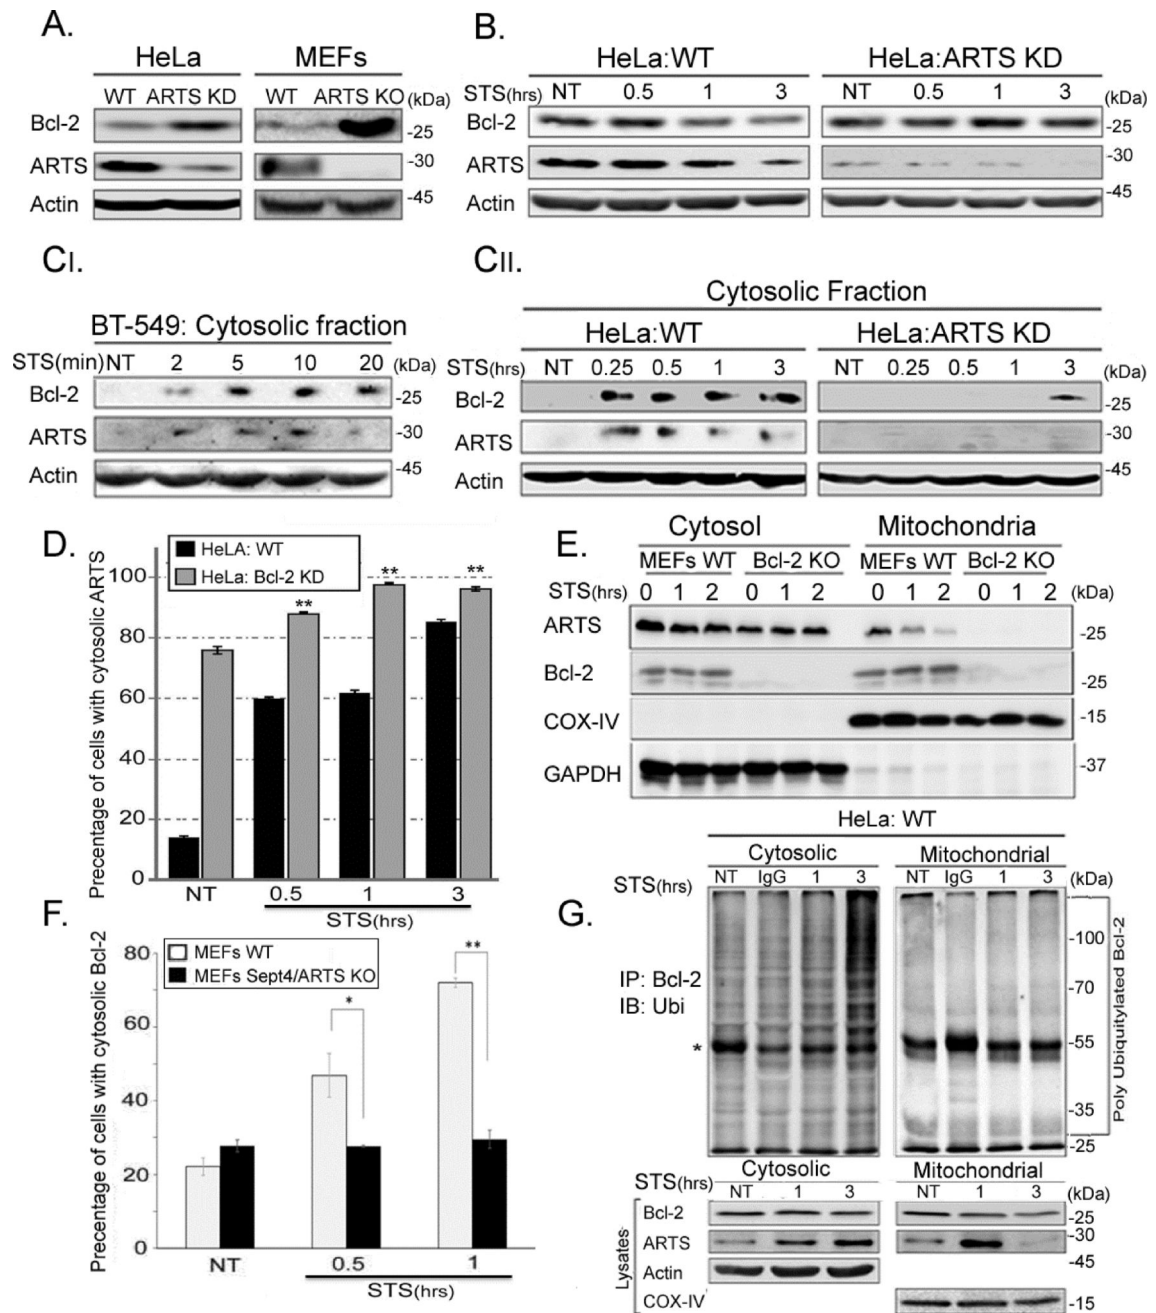 A.
HeLa MEFs
WT ARTS KD WT ARTS KO (kDa)
Bcl-2 -25
ARTS -30
Actin -45
B.
HeLa:WT HeLa:ARTS KD
STS(hrs) NT 0.5 1 3 NT 0.5 1 3 (kDa)
Bcl-2 -25
ARTS -30
Actin -45
CI.
BT-549: Cytosolic fraction
STS(min) NT 2 5 10 20 (kDa)
Bcl-2 -25
ARTS -30
Actin -45
CII.
Cytosolic Fraction
HeLa:WT HeLa:ARTS KD
STS(hrs) NT 0.25 0.5 1 3 NT 0.25 0.5 1 3 (kDa)
Bcl-2 -25
ARTS -30
Actin -45
D.
HeLA: WT
HeLa: Bcl-2 KD
Precentage of cells with cytosolic ARTS
100
80
60
40
20
0
** ** **
NT 0.5 1 3
STS(hrs)
E.
Cytosol Mitochondria
MEFs WT Bcl-2 KO MEFs WT Bcl-2 KO
STS(hrs) 0 1 2 0 1 2 0 1 2 0 1 2 (kDa)
ARTS -25
Bcl-2 -25
COX-IV -15
GAPDH -37
F.
MEFs WT
MEFs Sept4/ARTS KO
Precentage of cells with cytosolic Bcl-2
80
60
40
20
0
* **
NT 0.5 1
STS(hrs)
G.
HeLa: WT
Cytosolic Mitochondrial
STS(hrs) NT IgG 1 3 NT IgG 1 3 (kDa)
IP: Bcl-2
IB: Ubi
*
-100
-70
-55
-35
-25
Poly Ubiquitylated Bcl-2
Cytosolic Mitochondrial
STS(hrs) NT 1 3 NT 1 3 (kDa)
Lysates
Bcl-2 -25
ARTS -30
Actin -45
COX-IV -15